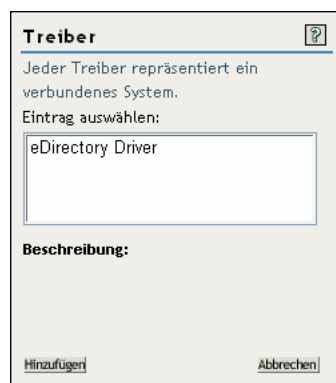 Treiber
?
Jeder Treiber repräsentiert ein
verbundenes System.
Eintrag auswählen:
eDirectory Driver
Beschreibung:
Hinzufügen
Abbrechen